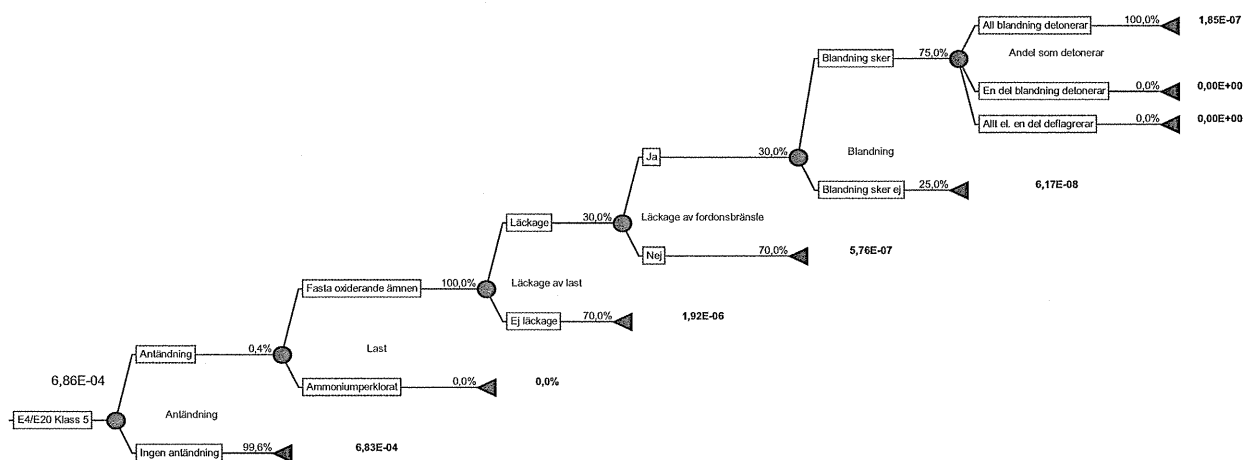 All blandning detonerar 100,0% 1,85E-07
Blandning sker 75,0% Andel som detonerar
En del blandning detonerar 0,0% 0,00E+00
Allt el. en del deflagrerar 0,0% 0,00E+00
Ja 30,0% Blandning
Blandning sker ej 25,0% 6,17E-08
Läckage 30,0% Läckage av fordonsbränsle
Nej 70,0% 5,76E-07
Fasta oxiderande ämnen 100,0% Läckage av last
Ej läckage 70,0% 1,92E-06
Antändning 0,4% Last
6,86E-04
Ammoniumperklorat 0,0% 0,0%
E4/E20 Klass 5 Antändning
Ingen antändning 99,6% 6,83E-04